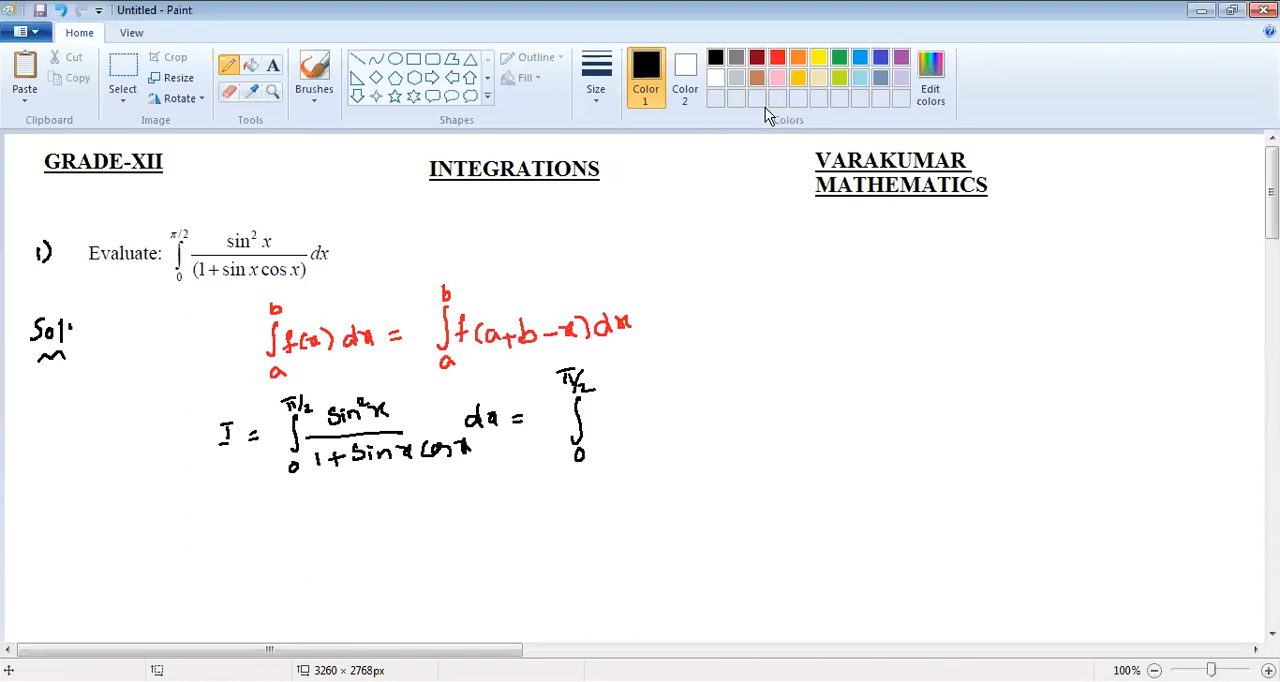 Untitled - Paint
Home View
Paste
Cut
Copy
Clipboard
Select
Crop
Resize
Rotate
Image
Tools
Brushes
Shapes
Outline
Fill
Size
Color 1
Color 2
Colors
Edit colors
GRADE-XII
INTEGRATIONS
VARAKUMAR
MATHEMATICS
1) Evaluate: ∫₀^{π/2} sin² x / (1 + sin x cos x) dx
Sol:
∫ₐᵇ f(x) dx = ∫ₐᵇ f(a+b−x) dx
I = ∫₀^{π/2} sin²x / 1 + sin x cos x dx = ∫₀^{π/2}
3260 × 2768px
100%